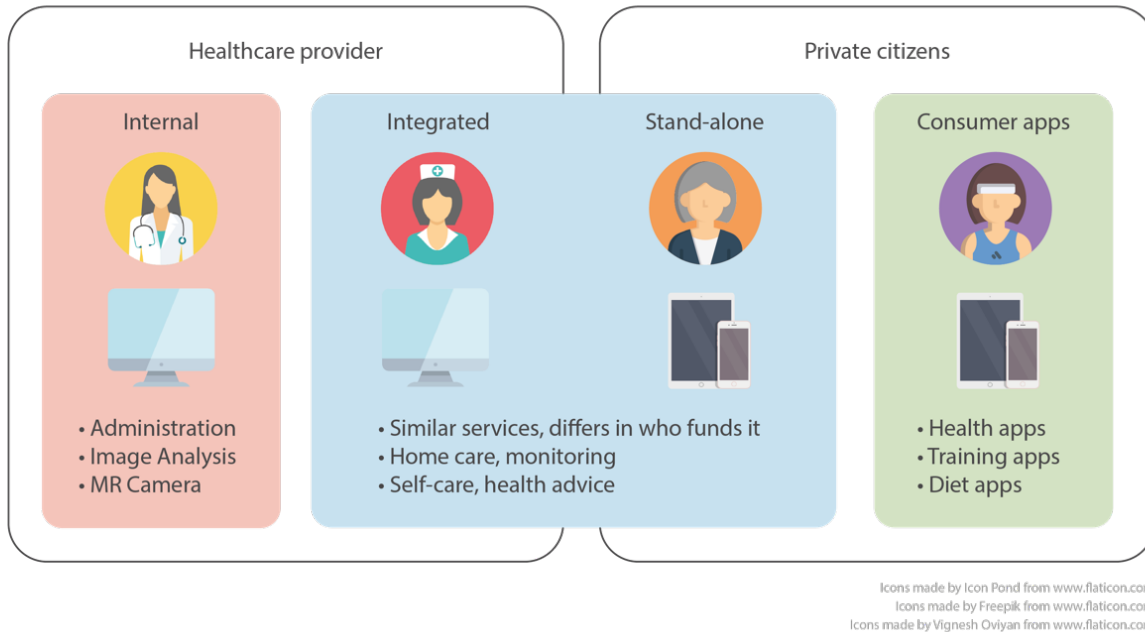 Healthcare provider
Private citizens
Internal
Integrated
Stand-alone
Consumer apps
• Administration
• Image Analysis
• MR Camera
• Similar services, differs in who funds it
• Home care, monitoring
• Self-care, health advice
• Health apps
• Training apps
• Diet apps
Icons made by Icon Pond from www.flaticon.com
Icons made by Freepik from www.flaticon.com
Icons made by Vignesh Oviyan from www.flaticon.com